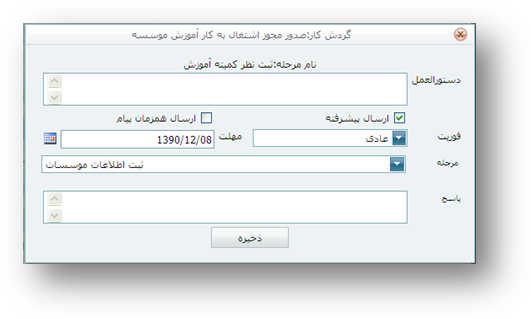 گردش کار:صدور مجوز اشتغال به کار آموزش موسسه
نام مرحله:ثبت نظر کمیته آموزش
دستورالعمل
ارسال پیشرفته ارسال همزمان پیام
فوریت عادی مهلت 1390/12/08
مرحله ثبت اطلاعات موسسات
پاسخ
ذخیره